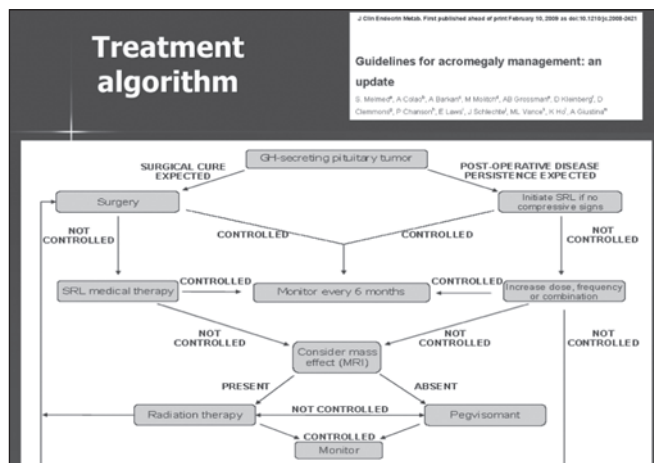 Treatment
algorithm
J Clin Endocrin Metab. First published ahead of print February 10, 2009 as doi:10.1210/jc.2008-2421
Guidelines for acromegaly management: an
update
S. Melmed, A Colao, A Barkan, M Molitch, AB Grossman, D Kleinberg, D
Clemmons, P Chanson, E Laws, J Schlechte, ML Vance, K Ho, A Giustina
GH-secreting pituitary tumor
SURGICAL CURE
EXPECTED
POST-OPERATIVE DISEASE
PERSISTENCE EXPECTED
Surgery
Initiate SRL if no
compressive signs
NOT
CONTROLLED
CONTROLLED
CONTROLLED
NOT
CONTROLLED
SRL medical therapy
CONTROLLED
Monitor every 6 months
CONTROLLED
Increase dose, frequency
or combination
NOT
CONTROLLED
NOT
CONTROLLED
NOT
CONTROLLED
Consider mass
effect (MRI)
PRESENT
ABSENT
Radiation therapy
NOT CONTROLLED
Pegvisomant
CONTROLLED
Monitor